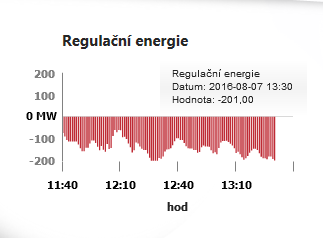 Regulační energie
Regulační energie
Datum: 2016-08-07 13:30
Hodnota: -201,00
200
100
0 MW
-100
-200
11:40 12:10 12:40 13:10
hod